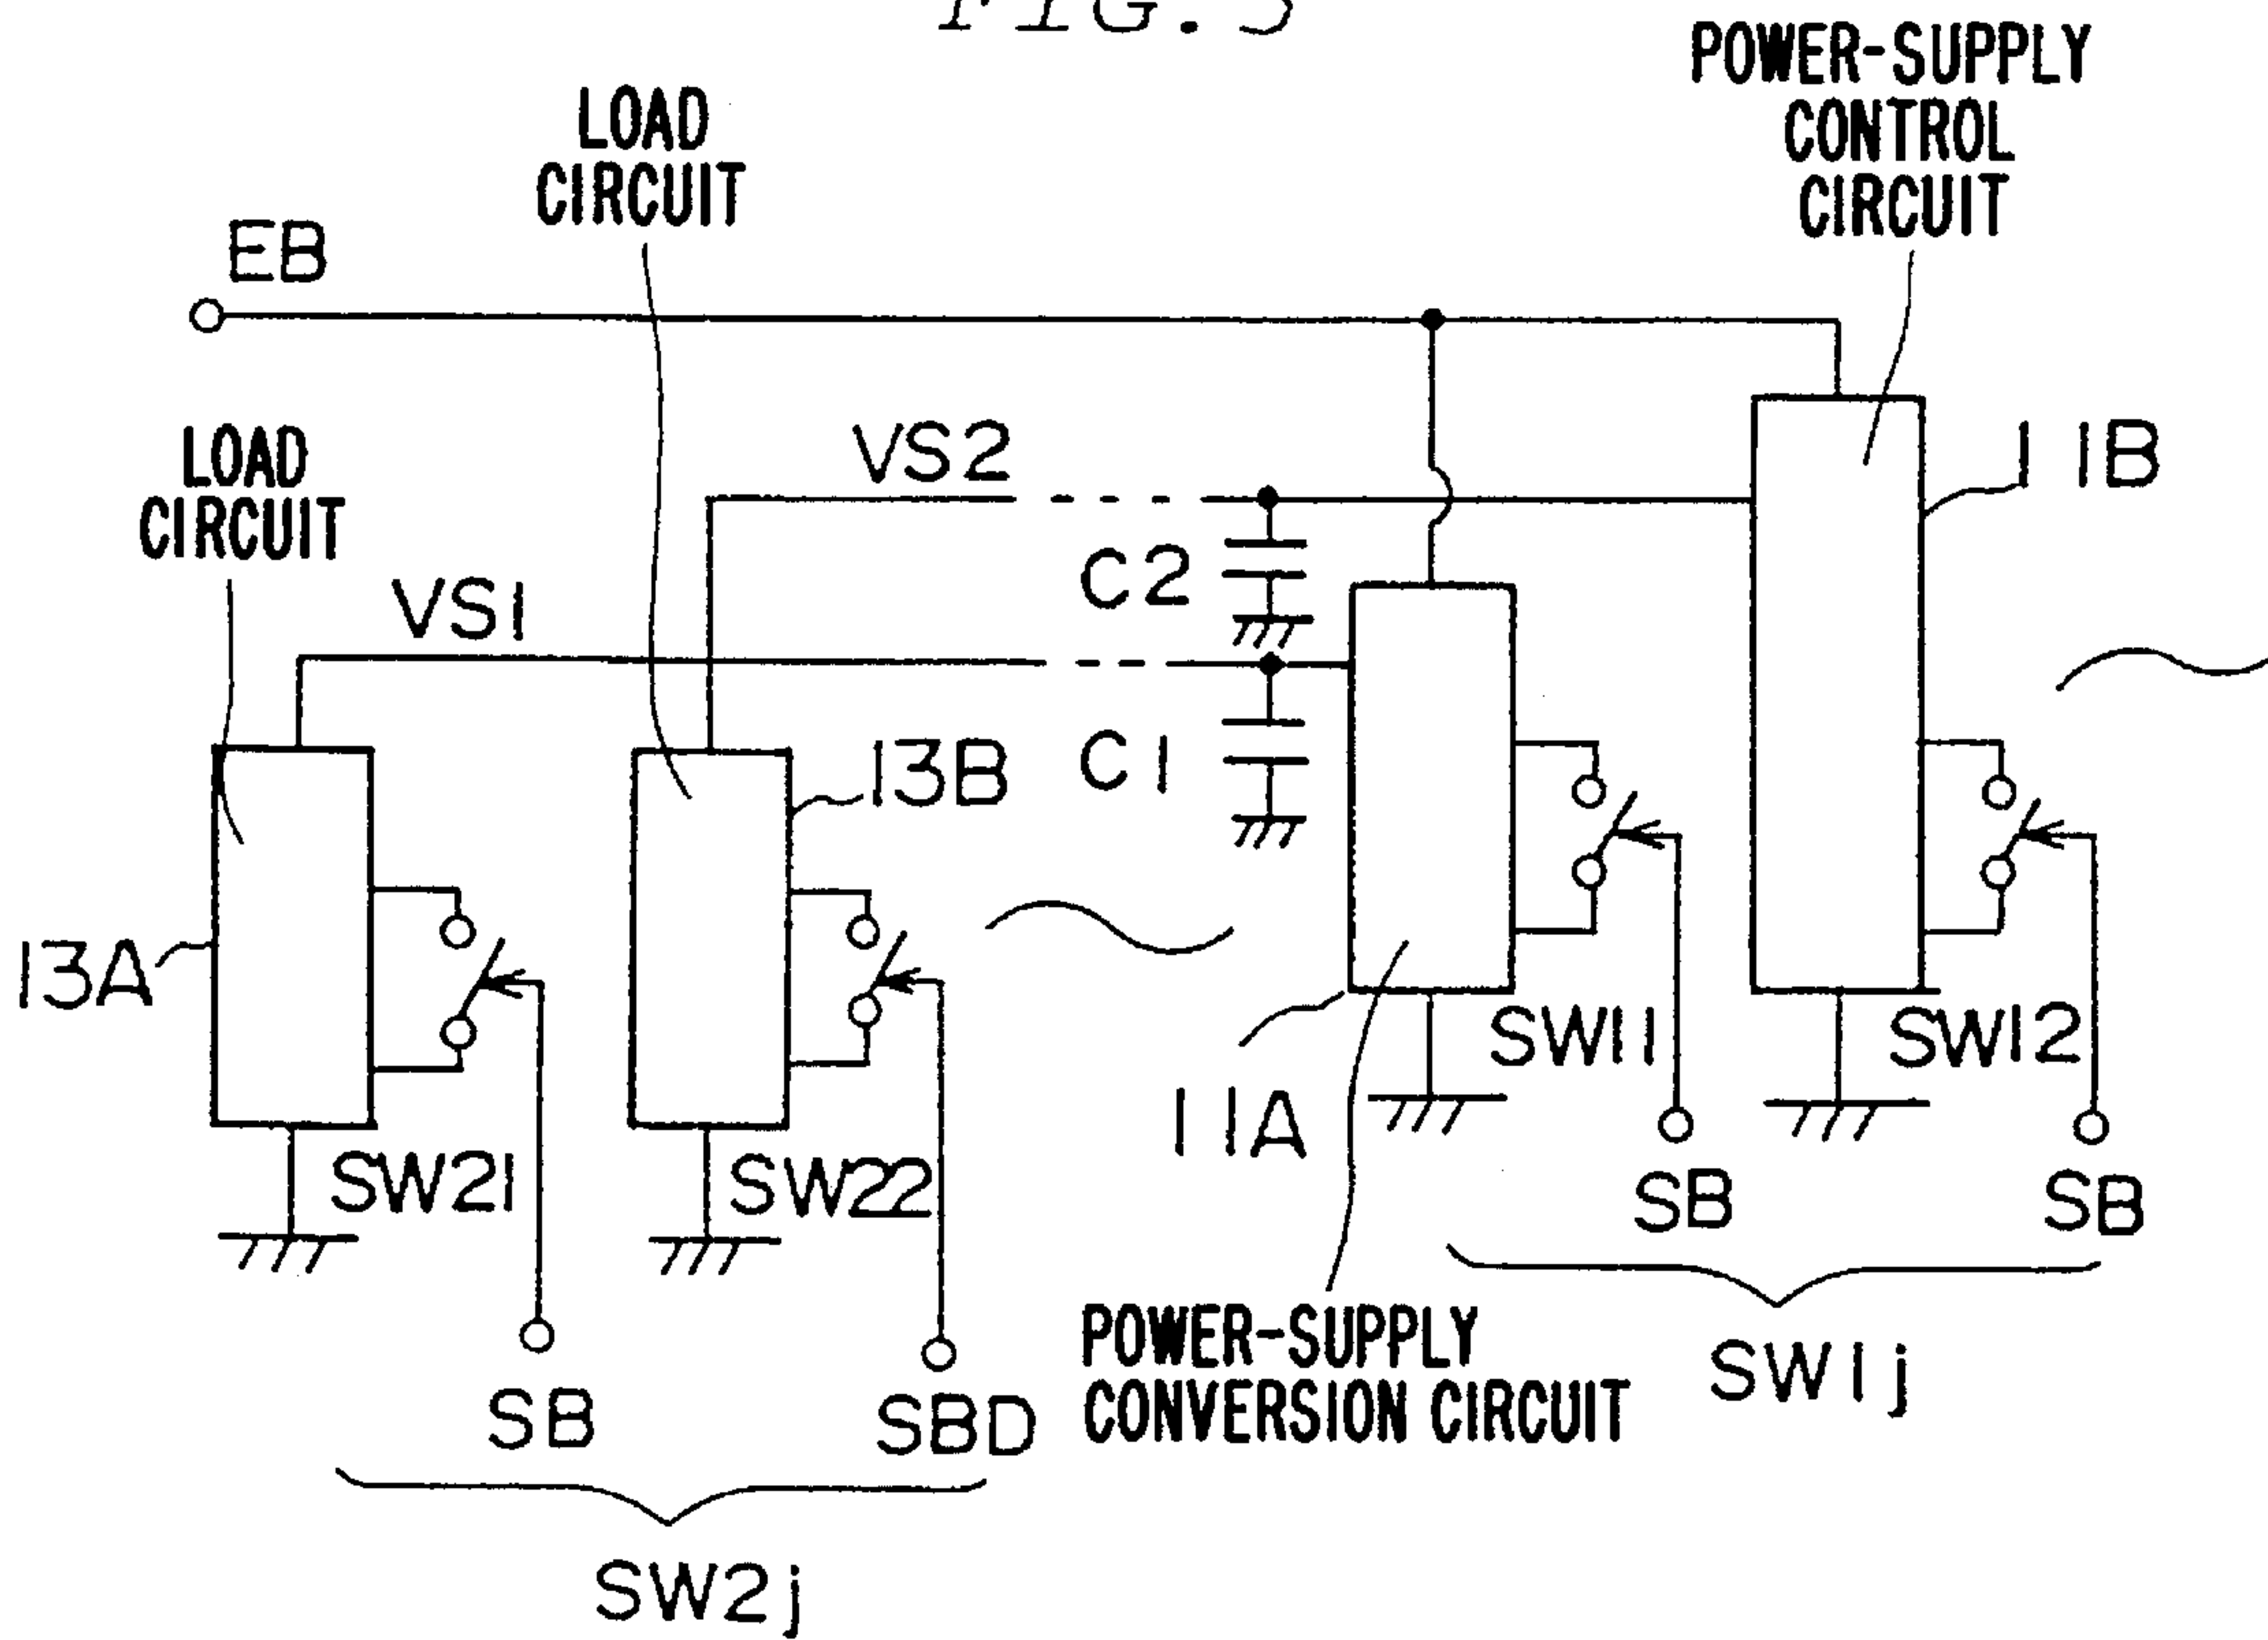 POWER-SUPPLY
CONTROL
CIRCUIT
LOAD
CIRCUIT
EB
LOAD
CIRCUIT
VS2
11B
C2
VS1
13B
C1
13A
SW11
SW12
11A
SW21
SW22
SB
SB
POWER-SUPPLY
CONVERSION CIRCUIT
SW1j
SB
SBD
SW2j